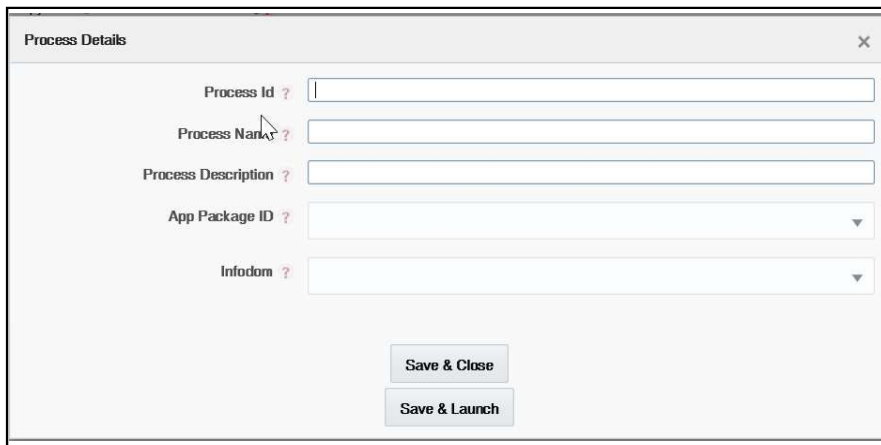 Process Details ×
Process Id ?
Process Name ?
Process Description ?
App Package ID ?
Infodom ?
Save & Close
Save & Launch